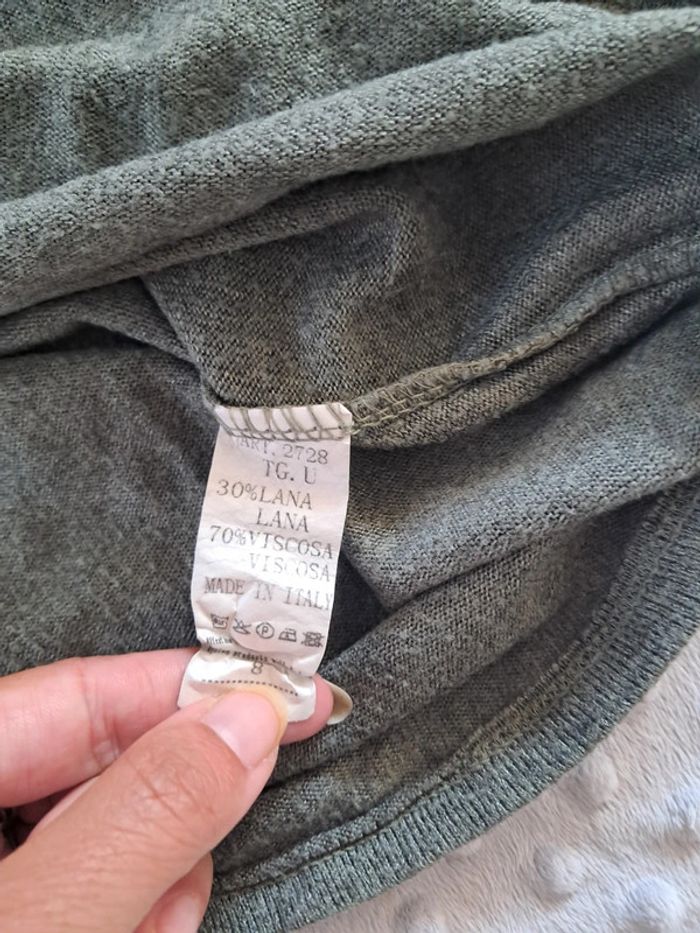 ART. 2728
TG. U
30%LANA
LANA
70%VISCOSA
VISCOSA
MADE IN ITALY
P
8